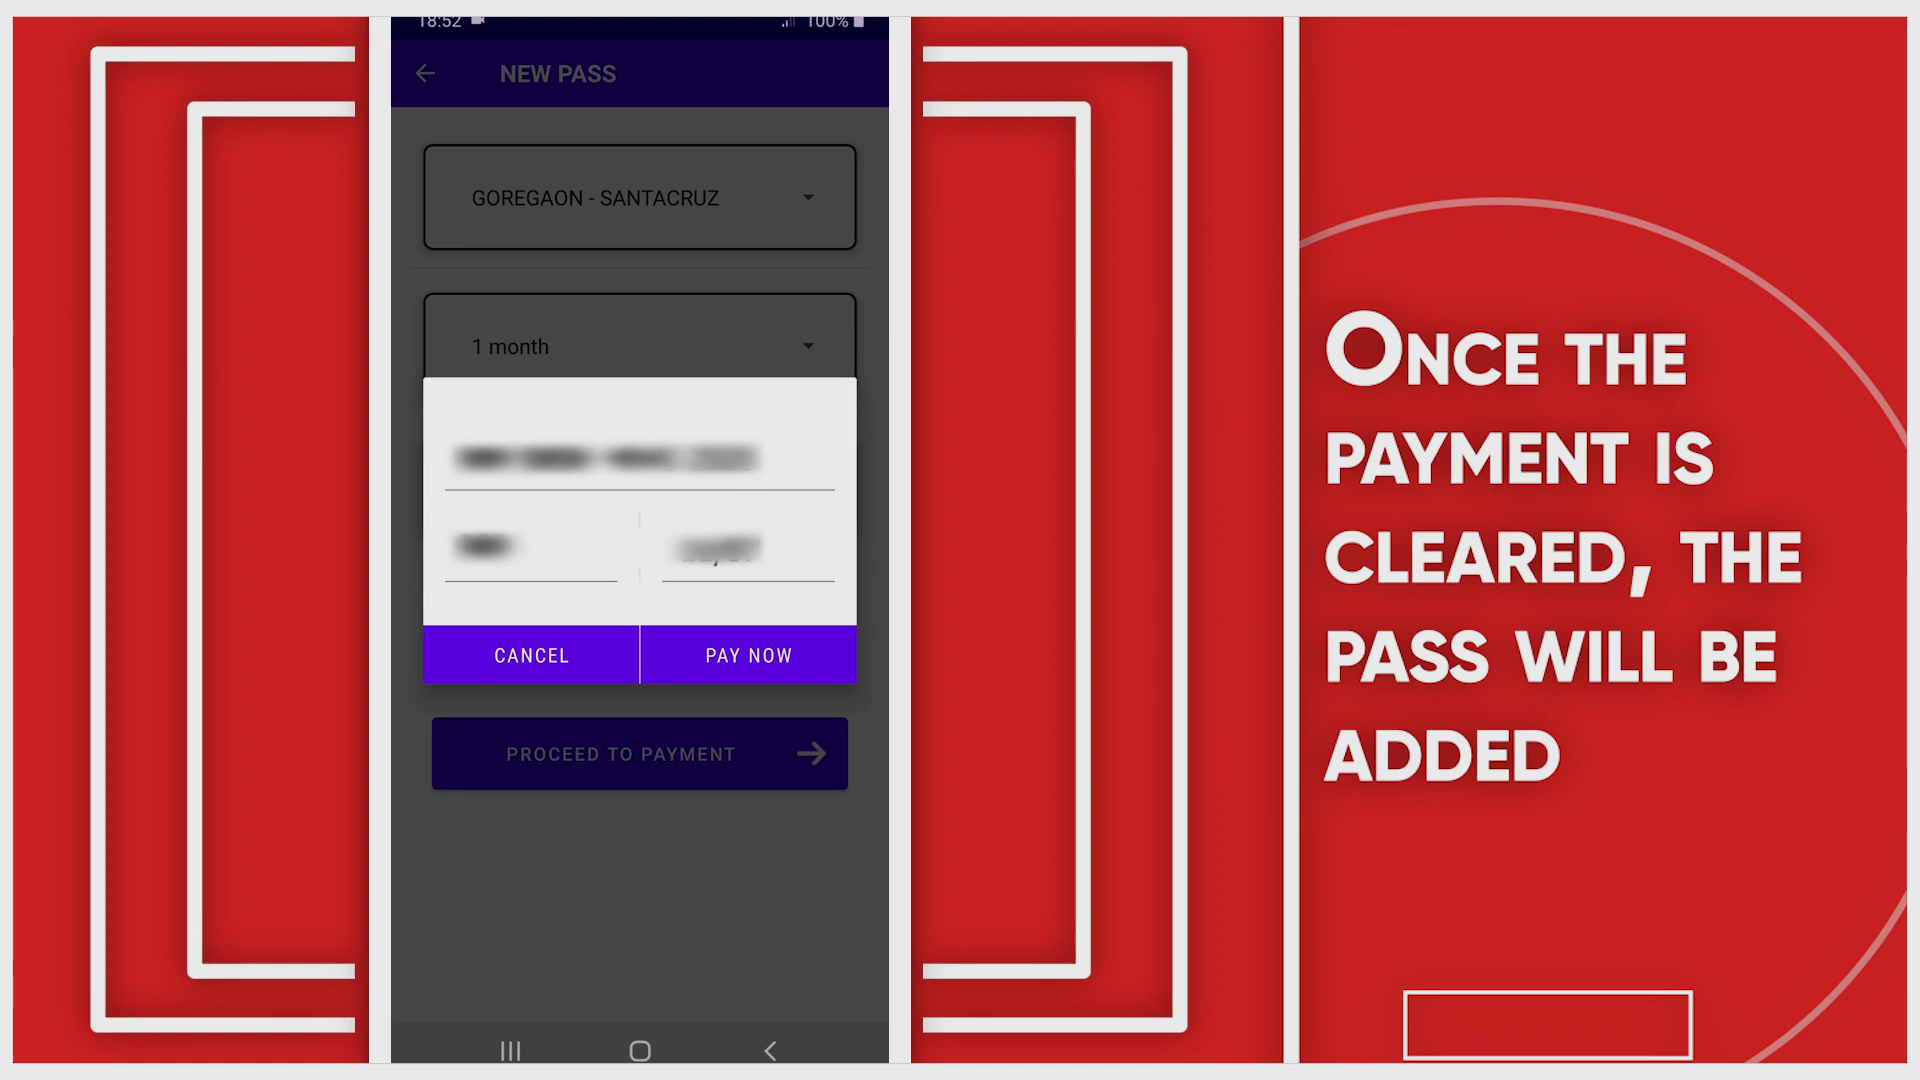 18:52
100%
NEW PASS
GOREGAON - SANTACRUZ
1 month
CANCEL
PAY NOW
PROCEED TO PAYMENT
ONCE THE
PAYMENT IS
CLEARED, THE
PASS WILL BE
ADDED